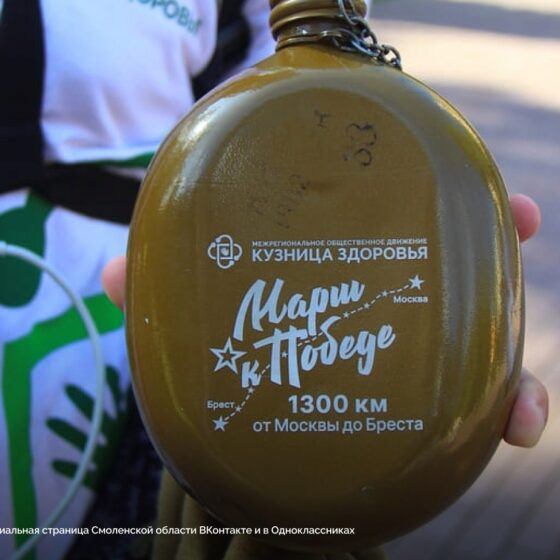 ДОРОВЬЯ
МЕЖРЕГИОНАЛЬНОЕ ОБЩЕСТВЕННОЕ ДВИЖЕНИЕ
КУЗНИЦА ЗДОРОВЬЯ
Марш
к Победе
Москва
Брест
1300 км
от Москвы до Бреста
иальная страница Смоленской области ВКонтакте и в Одноклассниках